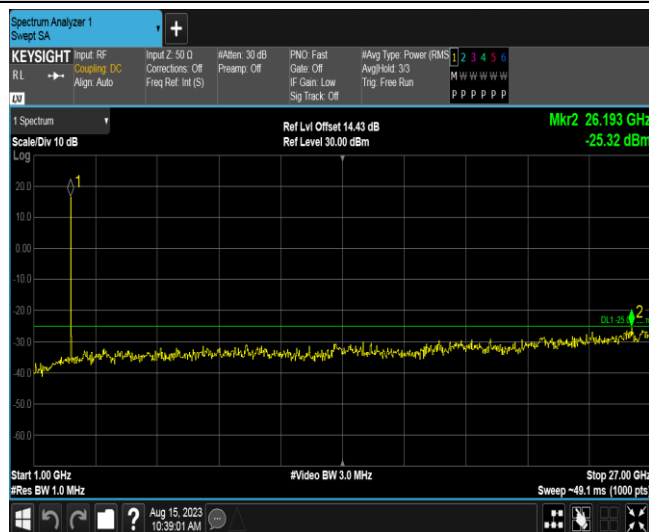 Spectrum Analyzer 1
Swept SA
KEYSIGHT Input: RF Input Z: 50 Ω #Atten: 30 dB PNO: Fast #Avg Type: Power (RMS 1 2 3 4 5 6
RL Coupling: DC Corrections: Off Preamp: Off Gate: Off Avg|Hold: 3/3 M W W W W W
Align: Auto Freq Ref: Int (S) IF Gain: Low Trig: Free Run
Sig Track: Off P P P P P P
LXI
1 Spectrum Ref Lvl Offset 14.43 dB Mkr2 26.193 GHz
Scale/Div 10 dB Ref Level 30.00 dBm -25.32 dBm
Log
1
20.0
10.0
0.00
-10.0
-20.0
2
DL1 -25.0
-30.0
-40.0
-50.0
-60.0
Start 1.00 GHz #Video BW 3.0 MHz Stop 27.00 GHz
#Res BW 1.0 MHz Sweep ~49.1 ms (1000 pts)
? Aug 15, 2023
10:39:01 AM